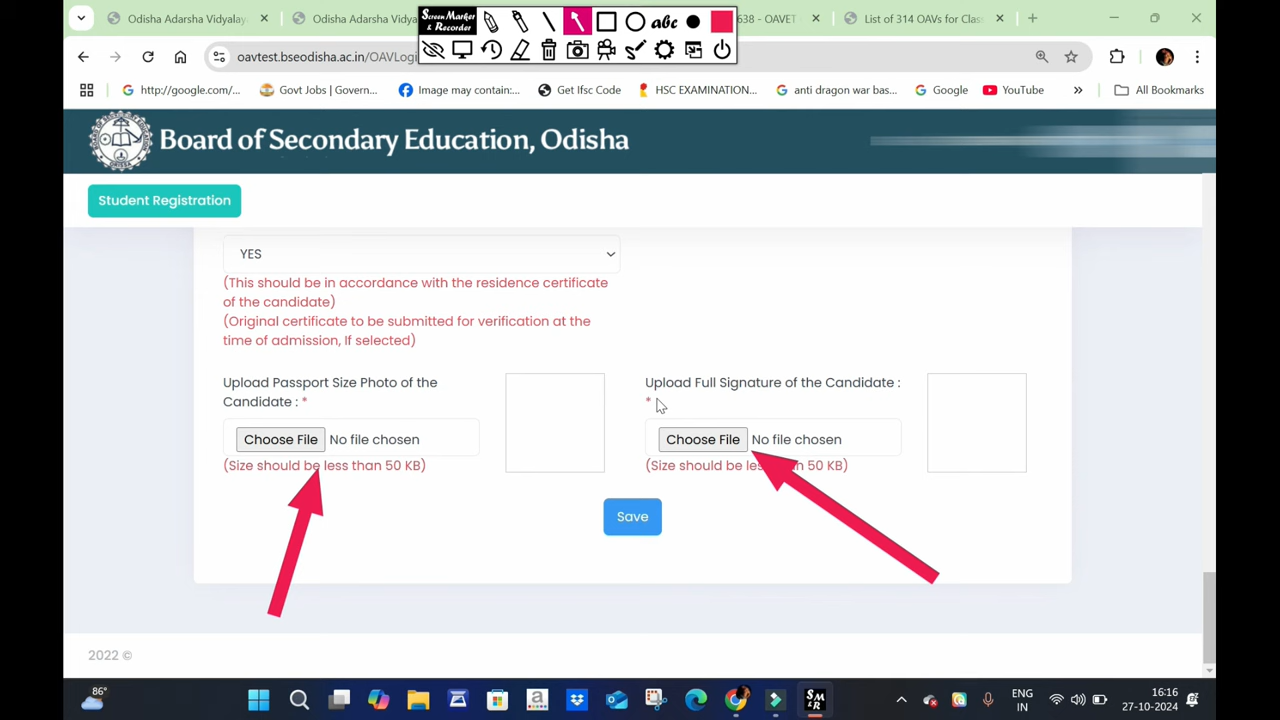 Odisha Adarsha Vidyalay
Odisha Adarsha Vidya
638 - OAVET
List of 314 OAVs for Clas
Screen Marker
& Recorder
abc
oavtest.bseodisha.ac.in/OAVLogi
http://google.com/...
Govt Jobs | Govern...
Image may contain:...
Get Ifsc Code
HSC EXAMINATION...
anti dragon war bas...
Google
YouTube
All Bookmarks
Board of Secondary Education, Odisha
Student Registration
YES
(This should be in accordance with the residence certificate
of the candidate)
(Original certificate to be submitted for verification at the
time of admission, If selected)
Upload Passport Size Photo of the
Candidate : *
Choose File No file chosen
(Size should be less than 50 KB)
Upload Full Signature of the Candidate :
*
Choose File No file chosen
(Size should be less than 50 KB)
Save
2022 ©
86°
ENG
IN
16:16
27-10-2024